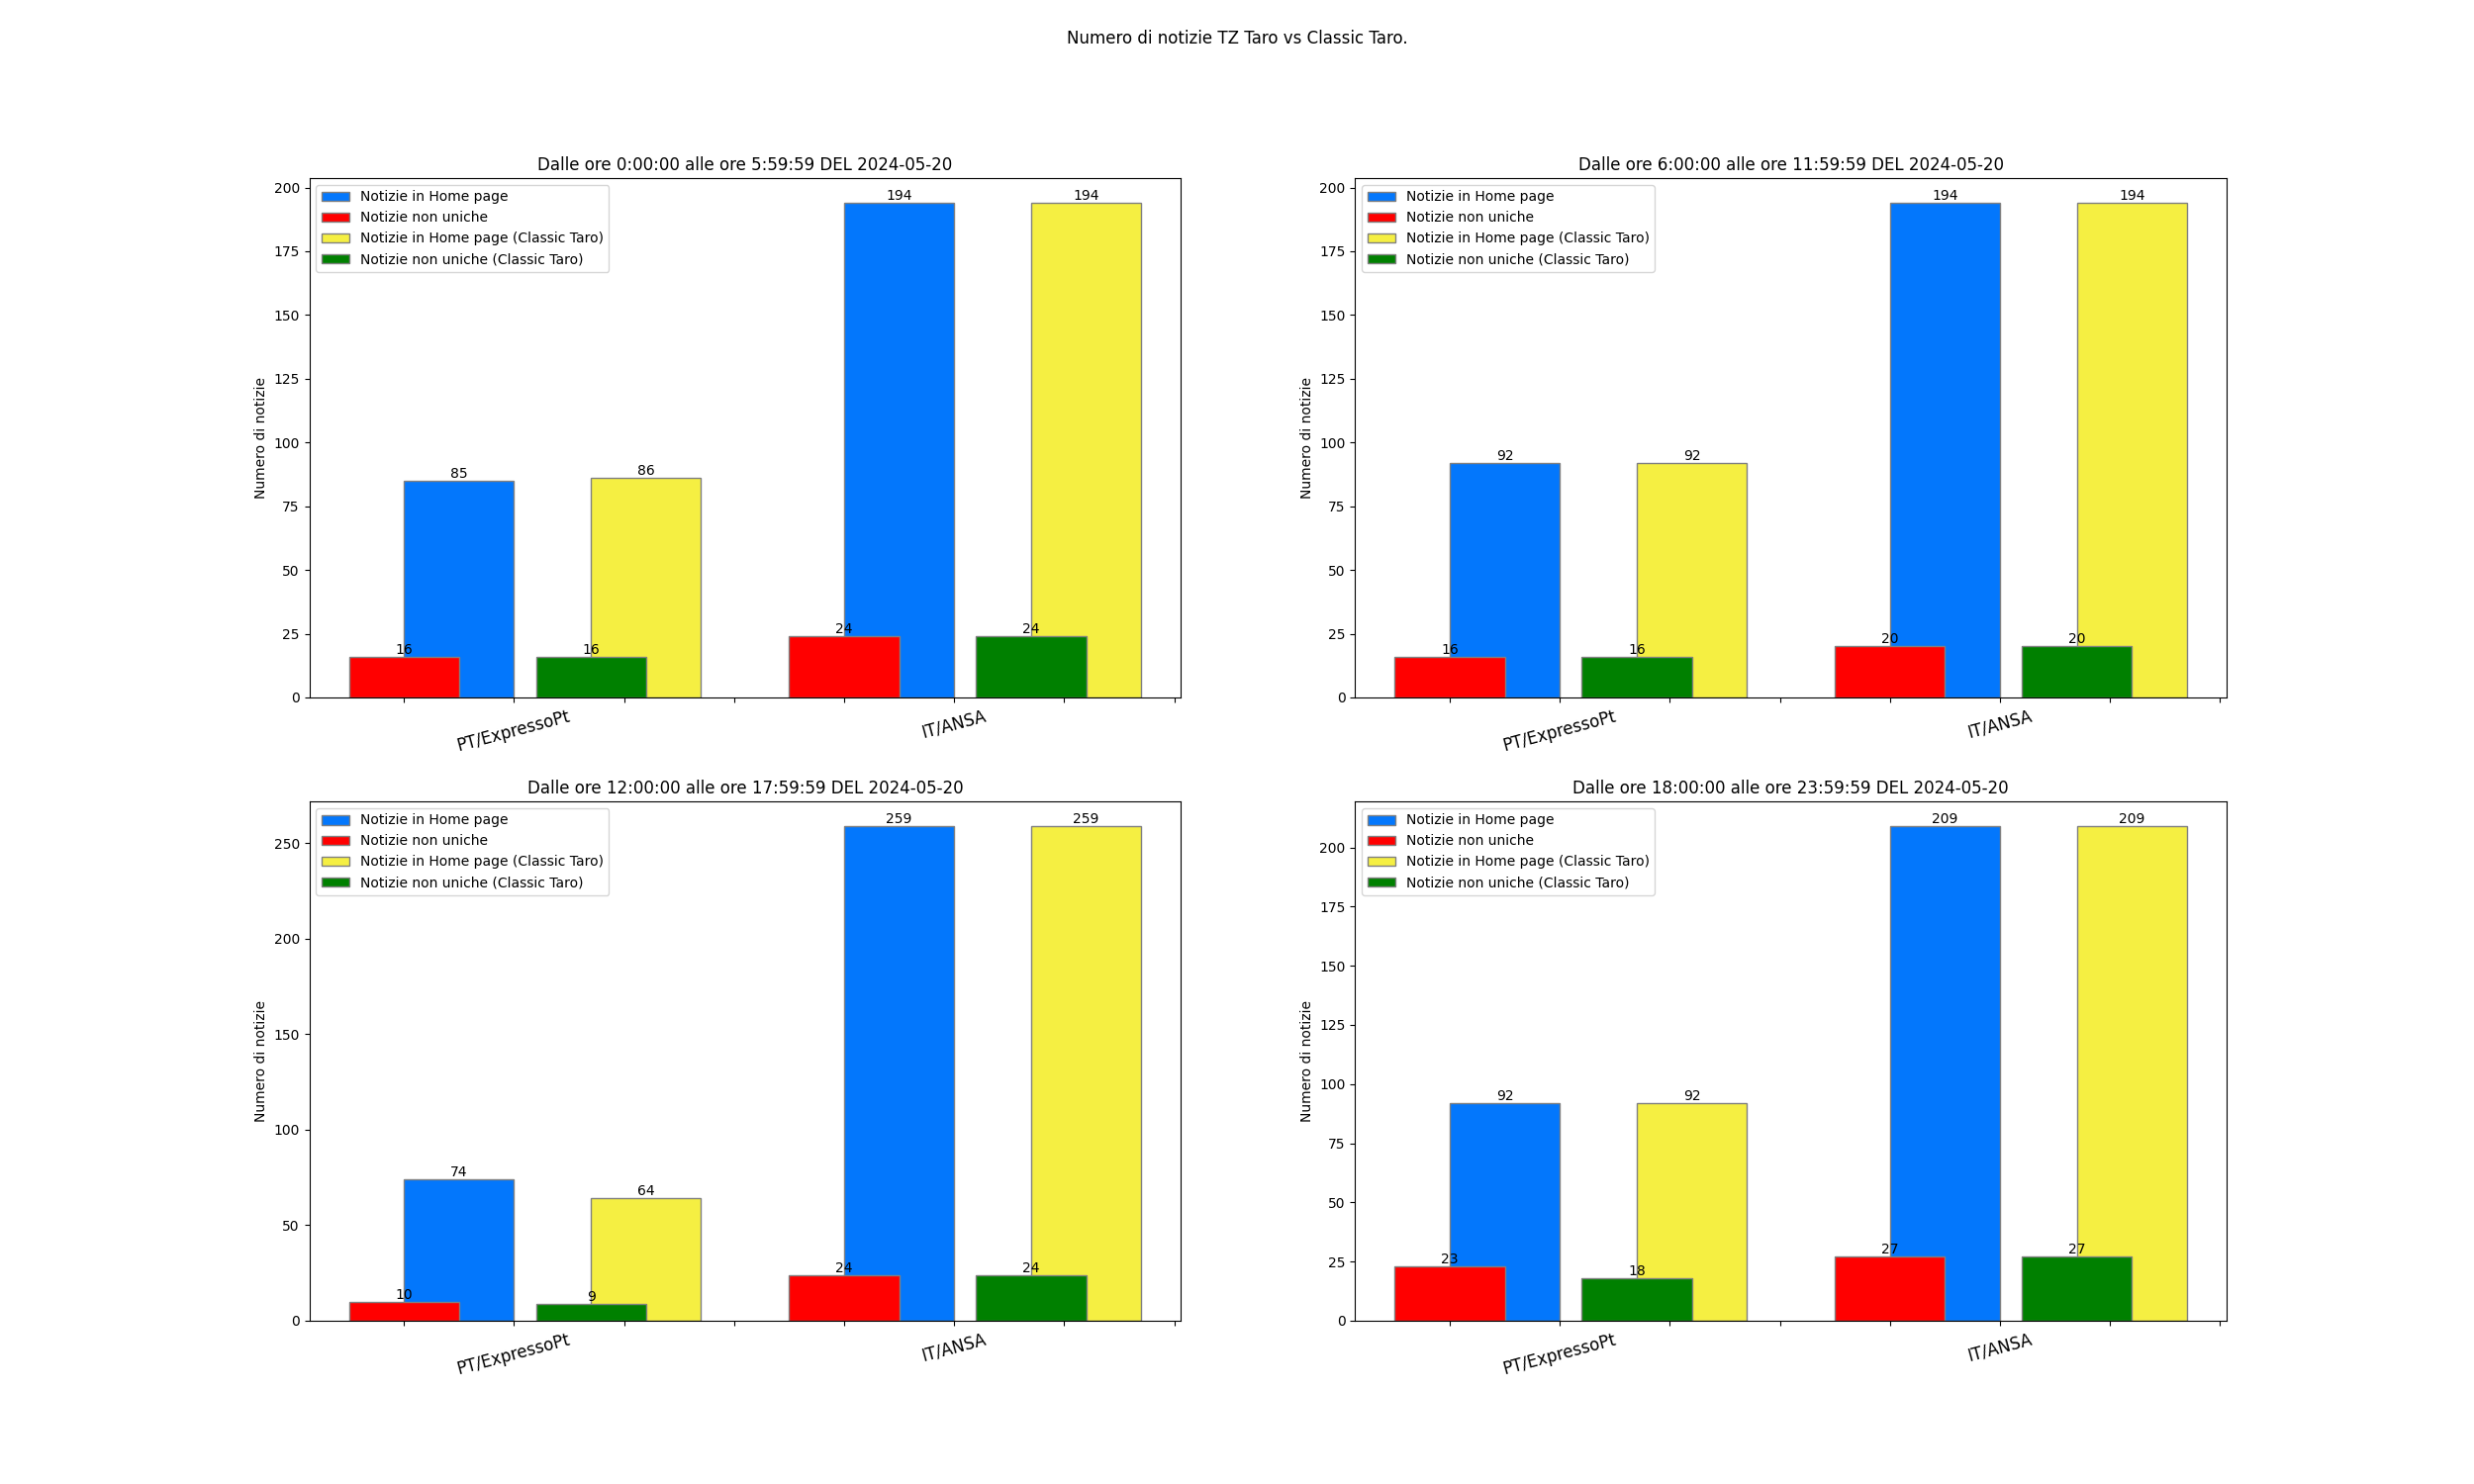 Numero di notizie TZ Taro vs Classic Taro.
Dalle ore 0:00:00 alle ore 5:59:59 DEL 2024-05-20
Notizie in Home page
Notizie non uniche
Notizie in Home page (Classic Taro)
Notizie non uniche (Classic Taro)
Numero di notizie
200
175
150
125
100
75
50
25
0
85
86
194
194
16
16
24
24
PT/ExpressoPt
IT/ANSA
Dalle ore 6:00:00 alle ore 11:59:59 DEL 2024-05-20
Notizie in Home page
Notizie non uniche
Notizie in Home page (Classic Taro)
Notizie non uniche (Classic Taro)
Numero di notizie
200
175
150
125
100
75
50
25
0
92
92
194
194
16
16
20
20
PT/ExpressoPt
IT/ANSA
Dalle ore 12:00:00 alle ore 17:59:59 DEL 2024-05-20
Notizie in Home page
Notizie non uniche
Notizie in Home page (Classic Taro)
Notizie non uniche (Classic Taro)
Numero di notizie
250
200
150
100
50
0
74
64
259
259
10
9
24
24
PT/ExpressoPt
IT/ANSA
Dalle ore 18:00:00 alle ore 23:59:59 DEL 2024-05-20
Notizie in Home page
Notizie non uniche
Notizie in Home page (Classic Taro)
Notizie non uniche (Classic Taro)
Numero di notizie
200
175
150
125
100
75
50
25
0
92
92
209
209
23
18
27
27
PT/ExpressoPt
IT/ANSA